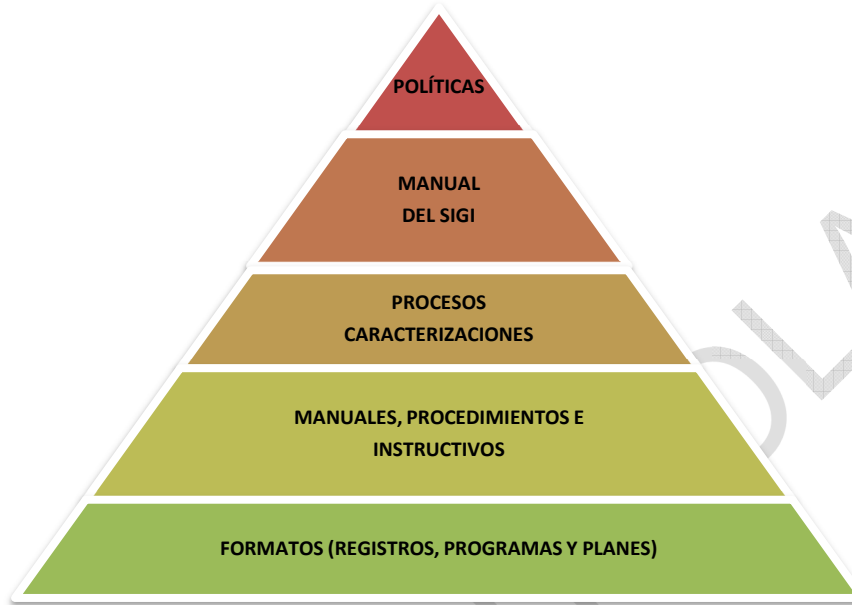 POLÍTICAS
MANUAL
DEL SIGI
PROCESOS
CARACTERIZACIONES
MANUALES, PROCEDIMIENTOS E
INSTRUCTIVOS
FORMATOS (REGISTROS, PROGRAMAS Y PLANES)